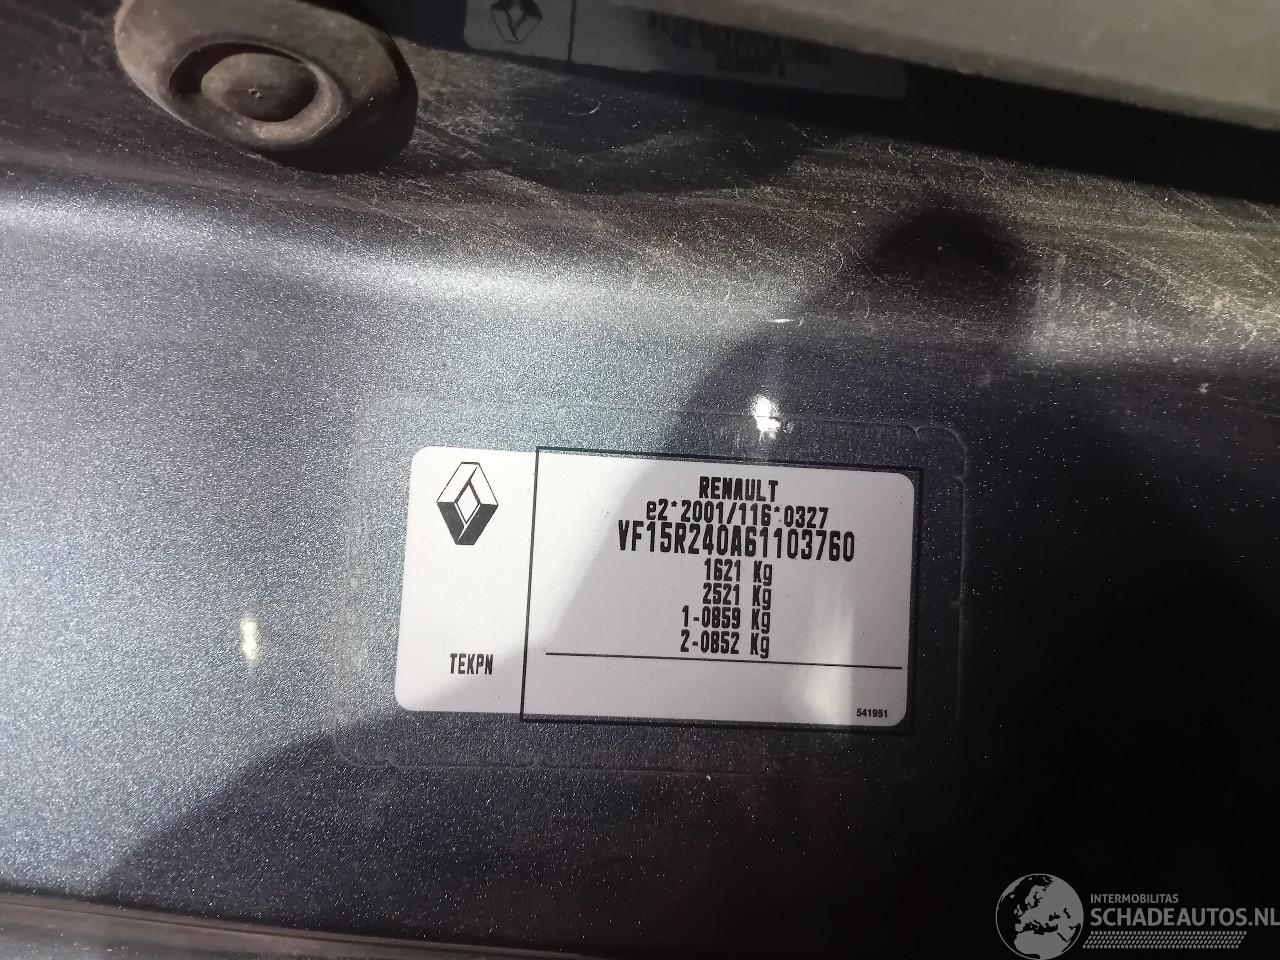 RENAULT
e2*2001/116*0327
VF15R240A61103760
1621 Kg
2521 Kg
1-0859 Kg
2-0852 Kg
TEKPN
541951
INTERMOBILITAS
SCHADEAUTOS.NL